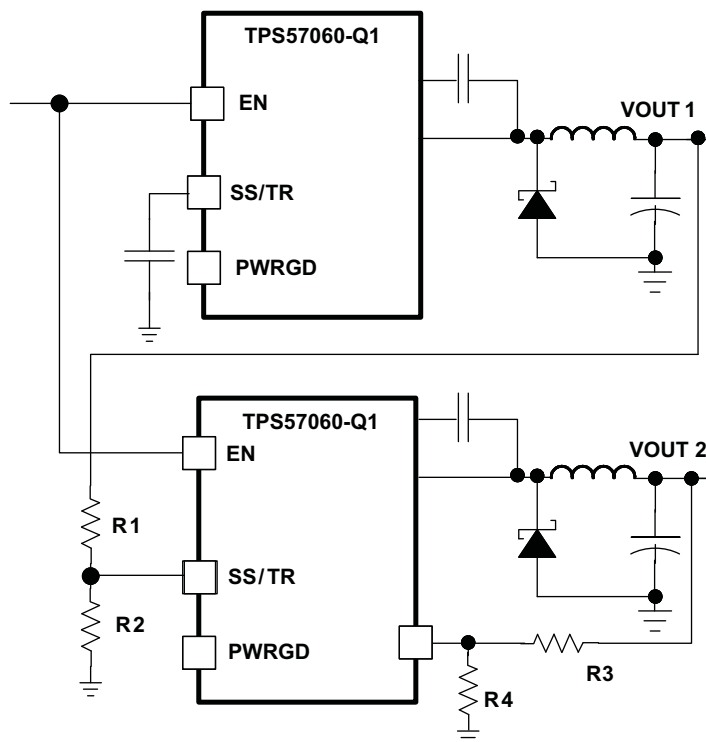 TPS57060-Q1
EN
VOUT 1
SS/TR
PWRGD
TPS57060-Q1
EN
VOUT 2
R1
SS/TR
R2
PWRGD
R3
R4